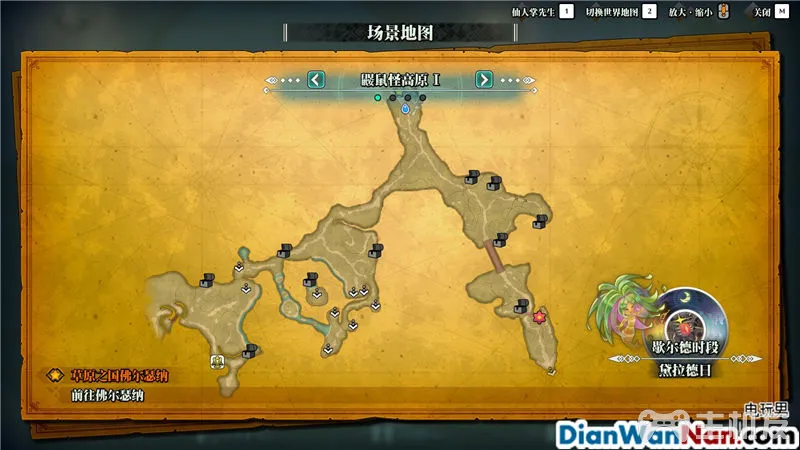 仙人掌先生 1 切换世界地图 2 放大·缩小 关闭 M
场景地图
鼹鼠怪高原 I
歇尔德时段
黛拉德日
草原之国佛尔瑟纳
前往佛尔瑟纳
电玩男
DianWanNan.com